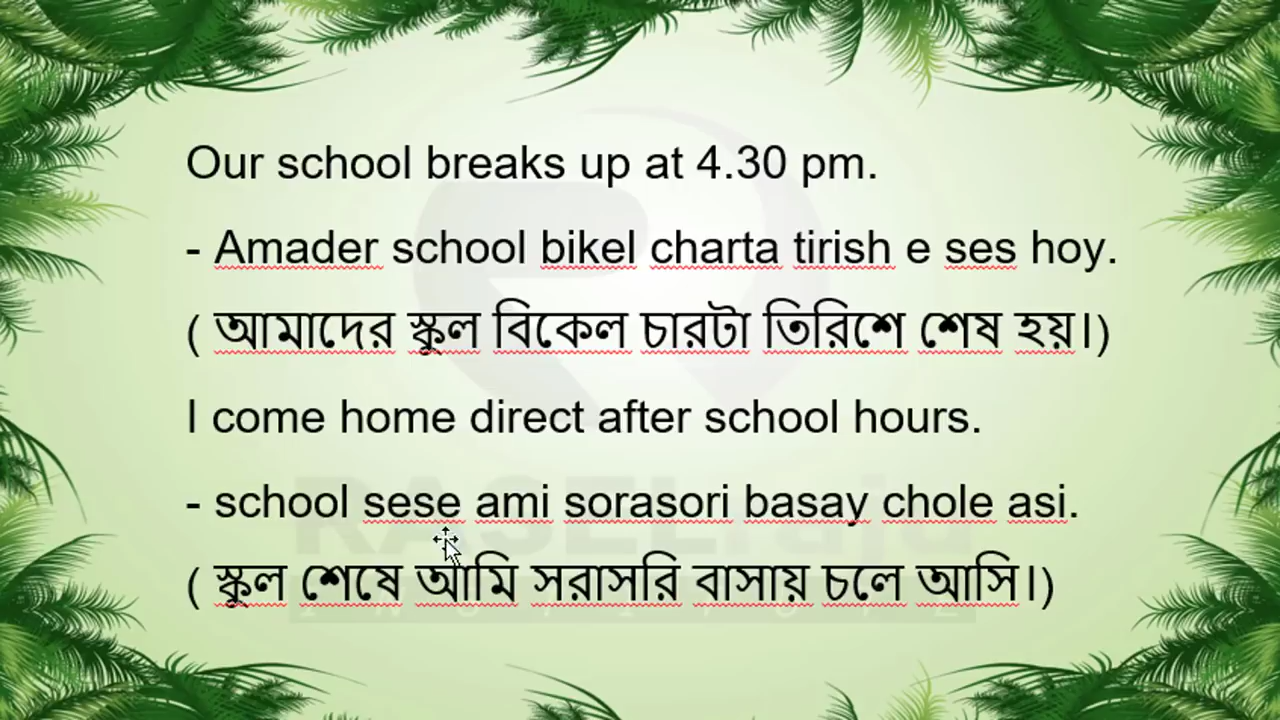 Our school breaks up at 4.30 pm.
- Amader school bikel charta tirish e ses hoy.
( আমাদের স্কুল বিকেল চারটা তিরিশে শেষ হয়।)
I come home direct after school hours.
- school sese ami sorasori basay chole asi.
( স্কুল শেষে আমি সরাসরি বাসায় চলে আসি।)